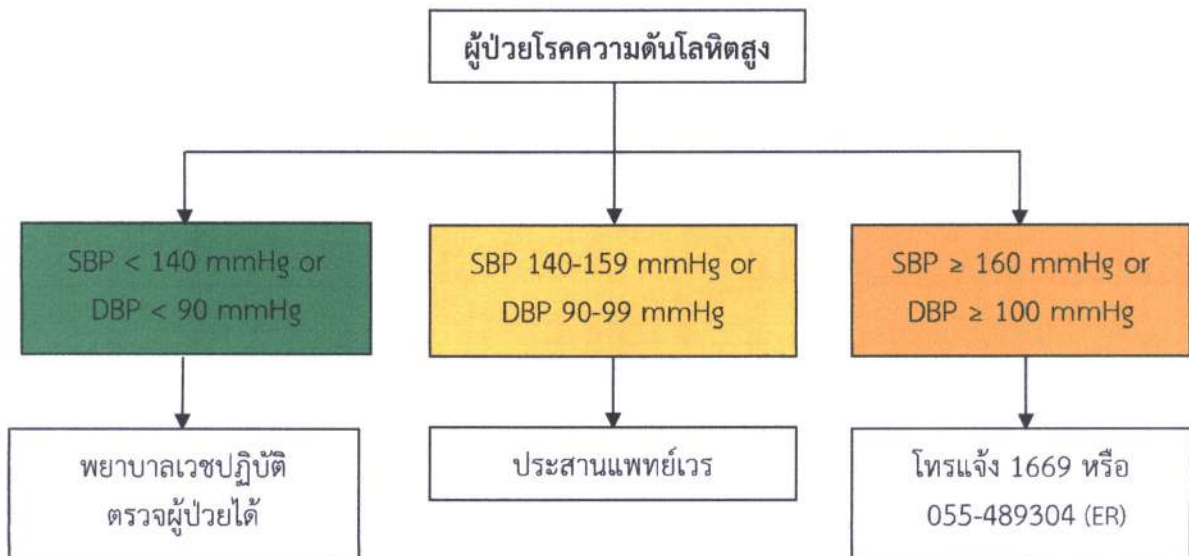 ผู้ป่วยโรคความดันโลหิตสูง
SBP < 140 mmHg or
DBP < 90 mmHg
SBP 140-159 mmHg or
DBP 90-99 mmHg
SBP ≥ 160 mmHg or
DBP ≥ 100 mmHg
พยาบาลเวชปฏิบัติ
ตรวจผู้ป่วยได้
ประสานแพทย์เวร
โทรแจ้ง 1669 หรือ
055-489304 (ER)